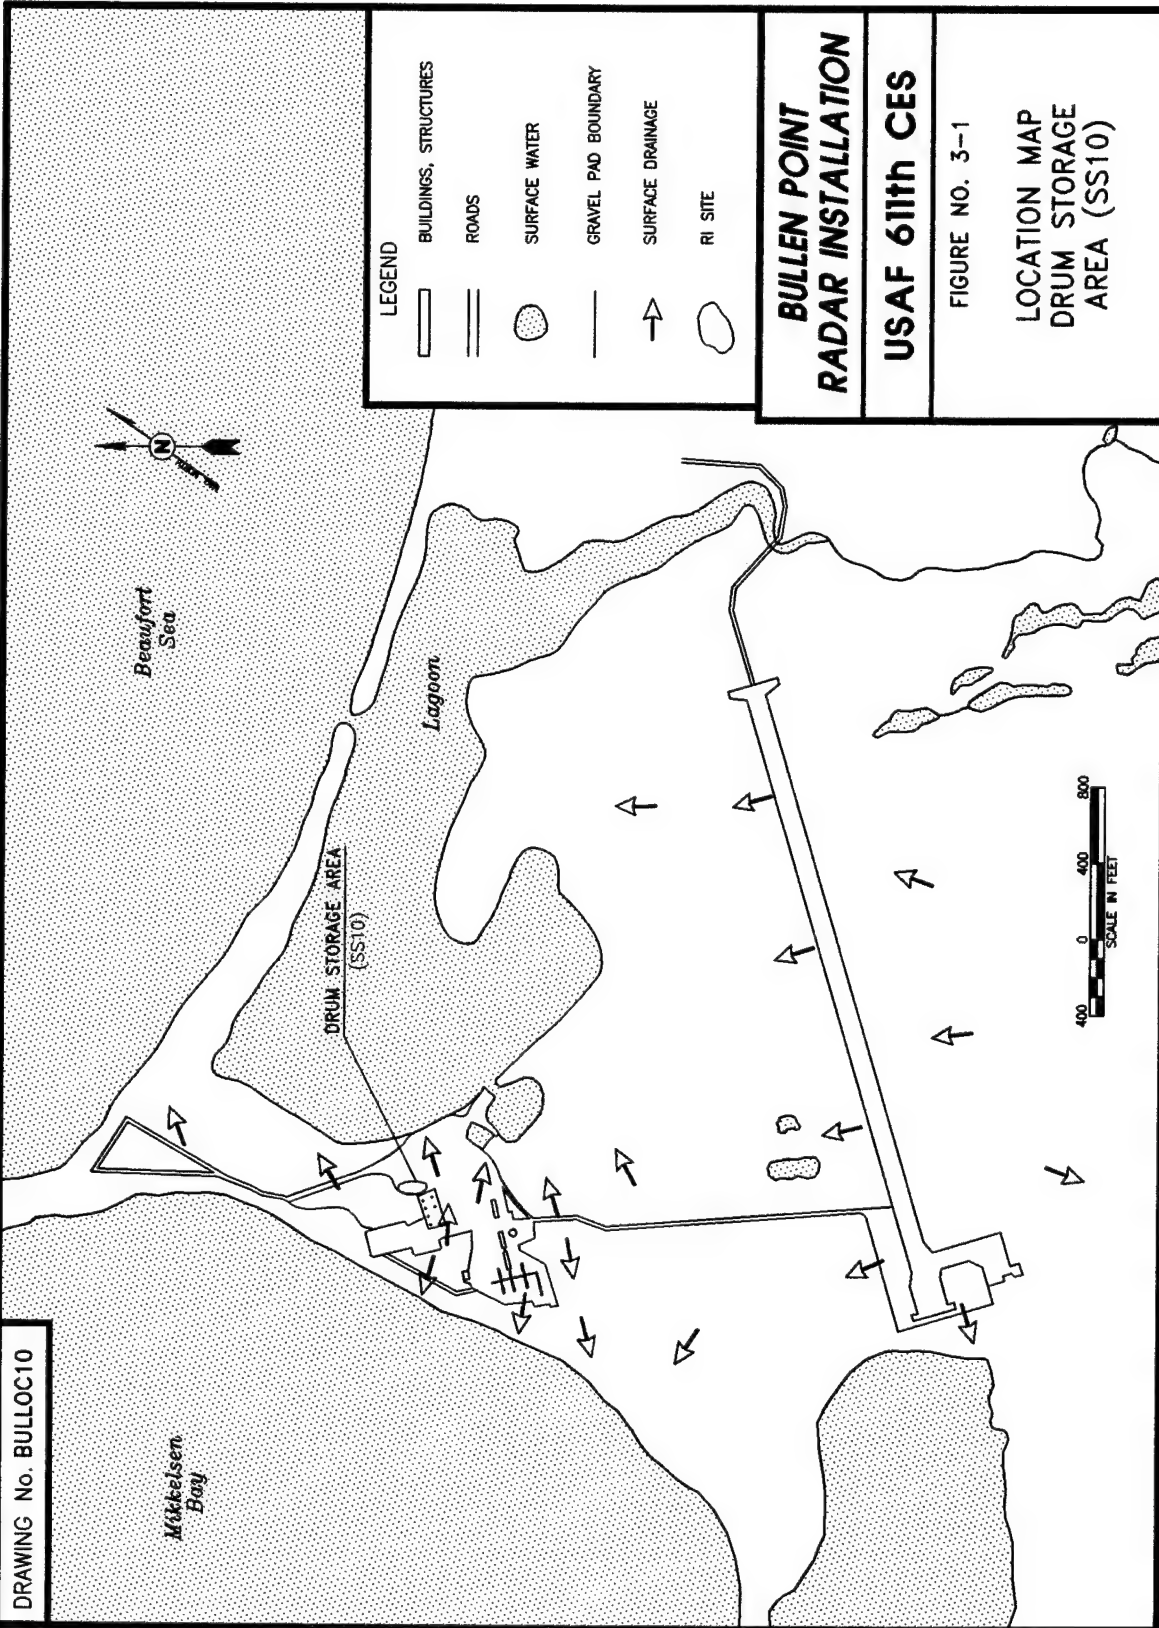 DRAWING No. BULLOC10
Mikkelsen
Bay
Beaufort
Sea
N
Lagoon
DRUM STORAGE AREA
(SS10)
400
0
400
800
SCALE IN FEET
LEGEND
BUILDINGS, STRUCTURES
ROADS
SURFACE WATER
GRAVEL PAD BOUNDARY
SURFACE DRAINAGE
RI SITE
BULLEN POINT
RADAR INSTALLATION
USAF 611th CES
FIGURE NO. 3-1
LOCATION MAP
DRUM STORAGE
AREA (SS10)